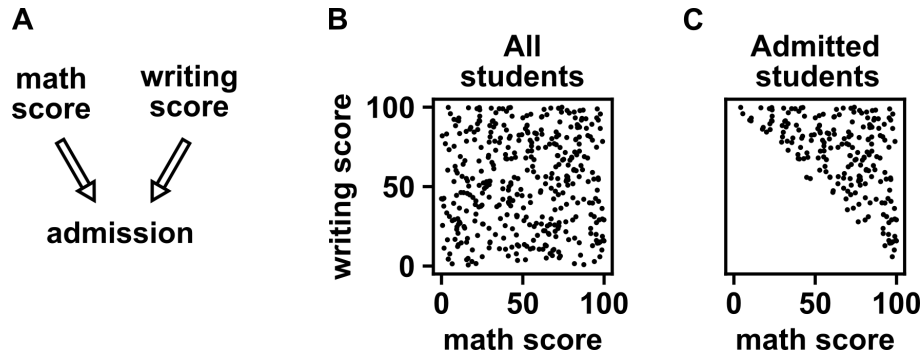 A
math
score
writing
score
admission
B
All
students
writing score
100
50
0
0
50
100
math score
C
Admitted
students
0
50
100
math score